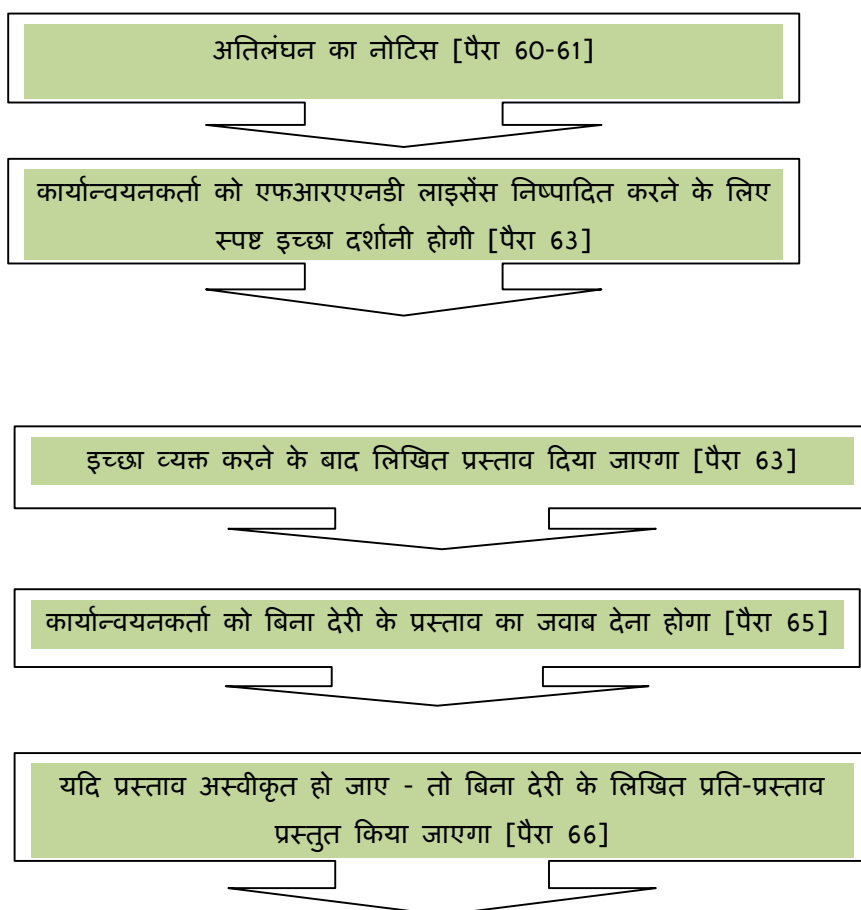 अतिलंघन का नोटिस [पैरा 60-61]
कार्यान्वयनकर्ता को एफआरएएनडी लाइसेंस निष्पादित करने के लिए
स्पष्ट इच्छा दर्शानी होगी [पैरा 63]
इच्छा व्यक्त करने के बाद लिखित प्रस्ताव दिया जाएगा [पैरा 63]
कार्यान्वयनकर्ता को बिना देरी के प्रस्ताव का जवाब देना होगा [पैरा 65]
यदि प्रस्ताव अस्वीकृत हो जाए - तो बिना देरी के लिखित प्रति-प्रस्ताव
प्रस्तुत किया जाएगा [पैरा 66]